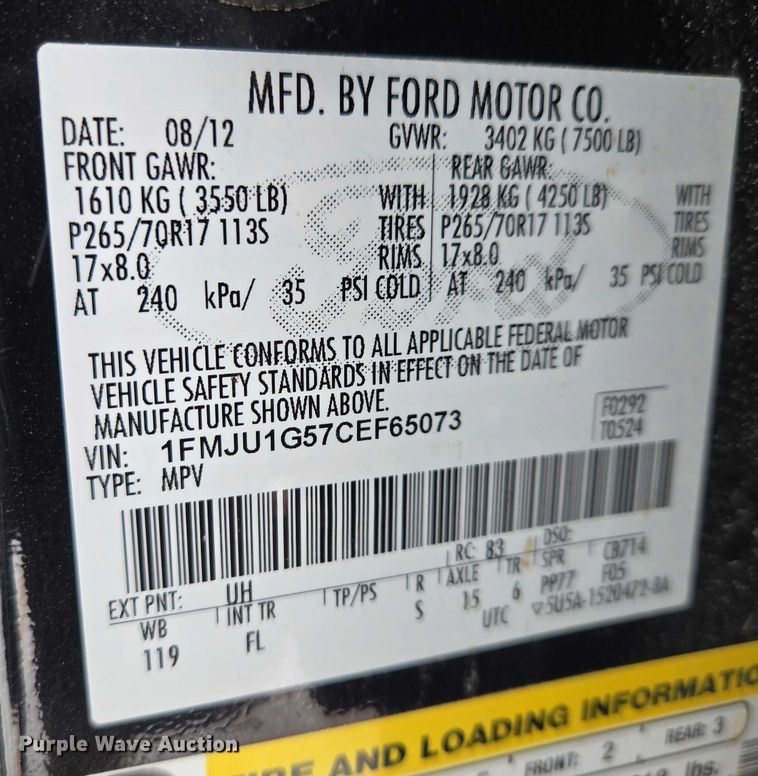 MFD. BY FORD MOTOR CO.
DATE: 08/12 GVWR: 3402 KG ( 7500 LB)
FRONT GAWR: REAR GAWR:
1610 KG ( 3550 LB) WITH 1928 KG ( 4250 LB) WITH
P265/70R17 113S TIRES P265/70R17 113S TIRES
17x8.0 RIMS 17x8.0 RIMS
AT 240 kPa/ 35 PSI COLD AT 240 kPa/ 35 PSI COLD
THIS VEHICLE CONFORMS TO ALL APPLICABLE FEDERAL MOTOR
VEHICLE SAFETY STANDARDS IN EFFECT ON THE DATE OF
MANUFACTURE SHOWN ABOVE.
F0292
VIN: 1FMJU1G57CEF65073 T0524
TYPE: MPV
RC: 83 DSO:
EXT PNT: UH CB714
WB INT TR TP/PS R AXLE TR SPR F05
119 FL S 15 6 PP77
UTC 5U5A-1520472-BA
TIRE AND LOADING INFORMATIO
FRONT: 2 REAR: 3
lbs.
Purple Wave Auction